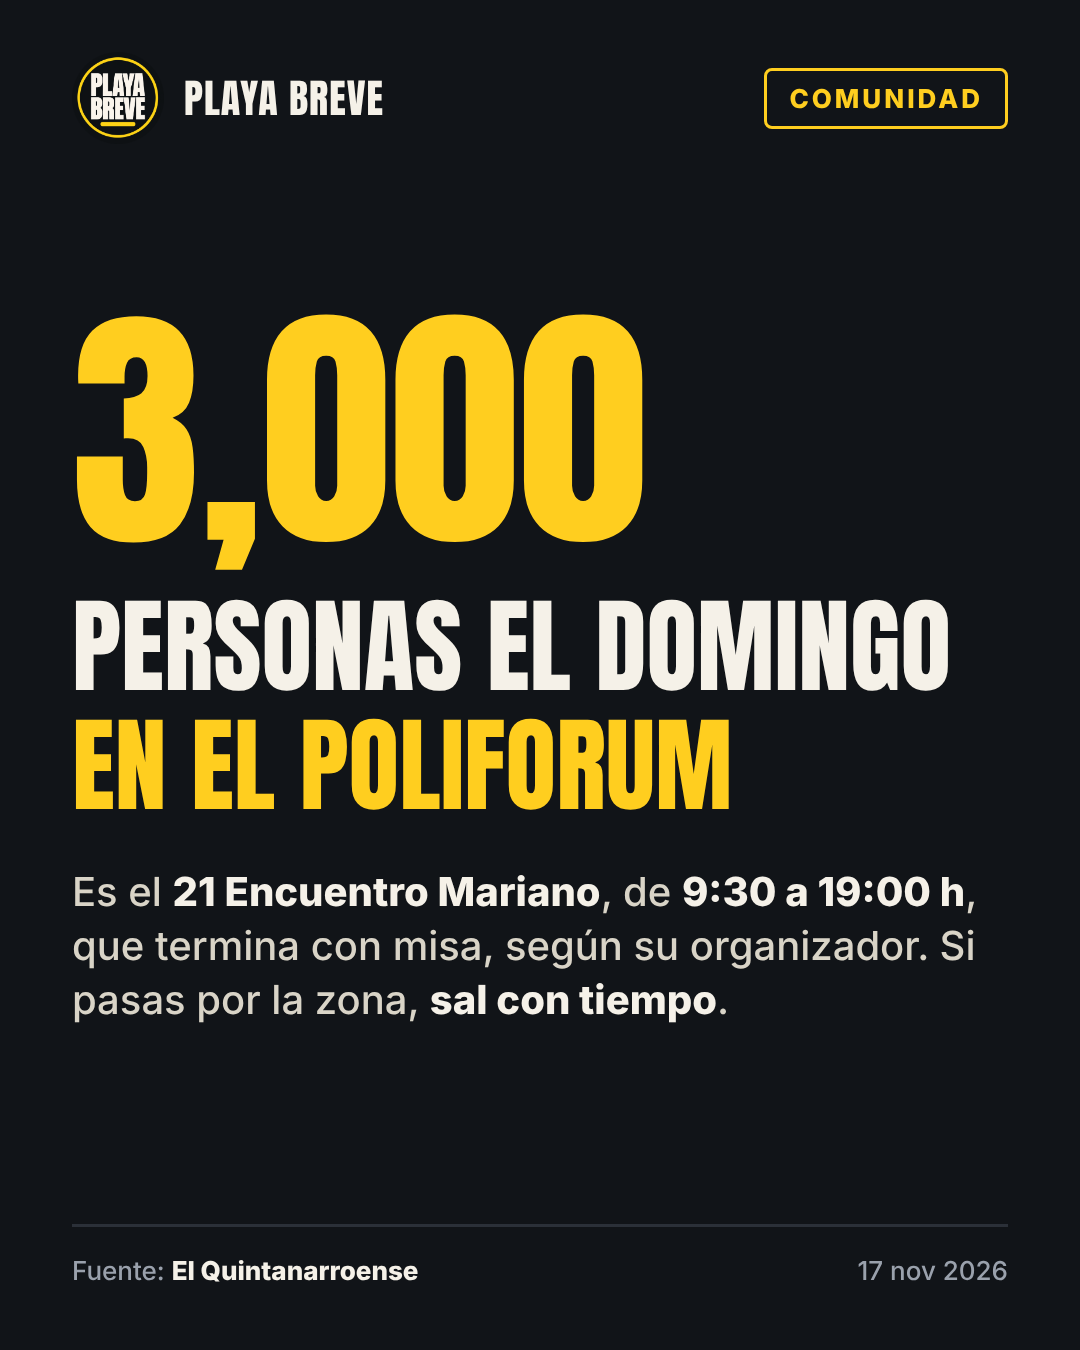 PLAYA
BREVE
PLAYA BREVE
COMUNIDAD
3,000
PERSONAS EL DOMINGO
EN EL POLIFORUM
Es el 21 Encuentro Mariano, de 9:30 a 19:00 h,
que termina con misa, según su organizador. Si
pasas por la zona, sal con tiempo.
Fuente: El Quintanarroense
17 nov 2026